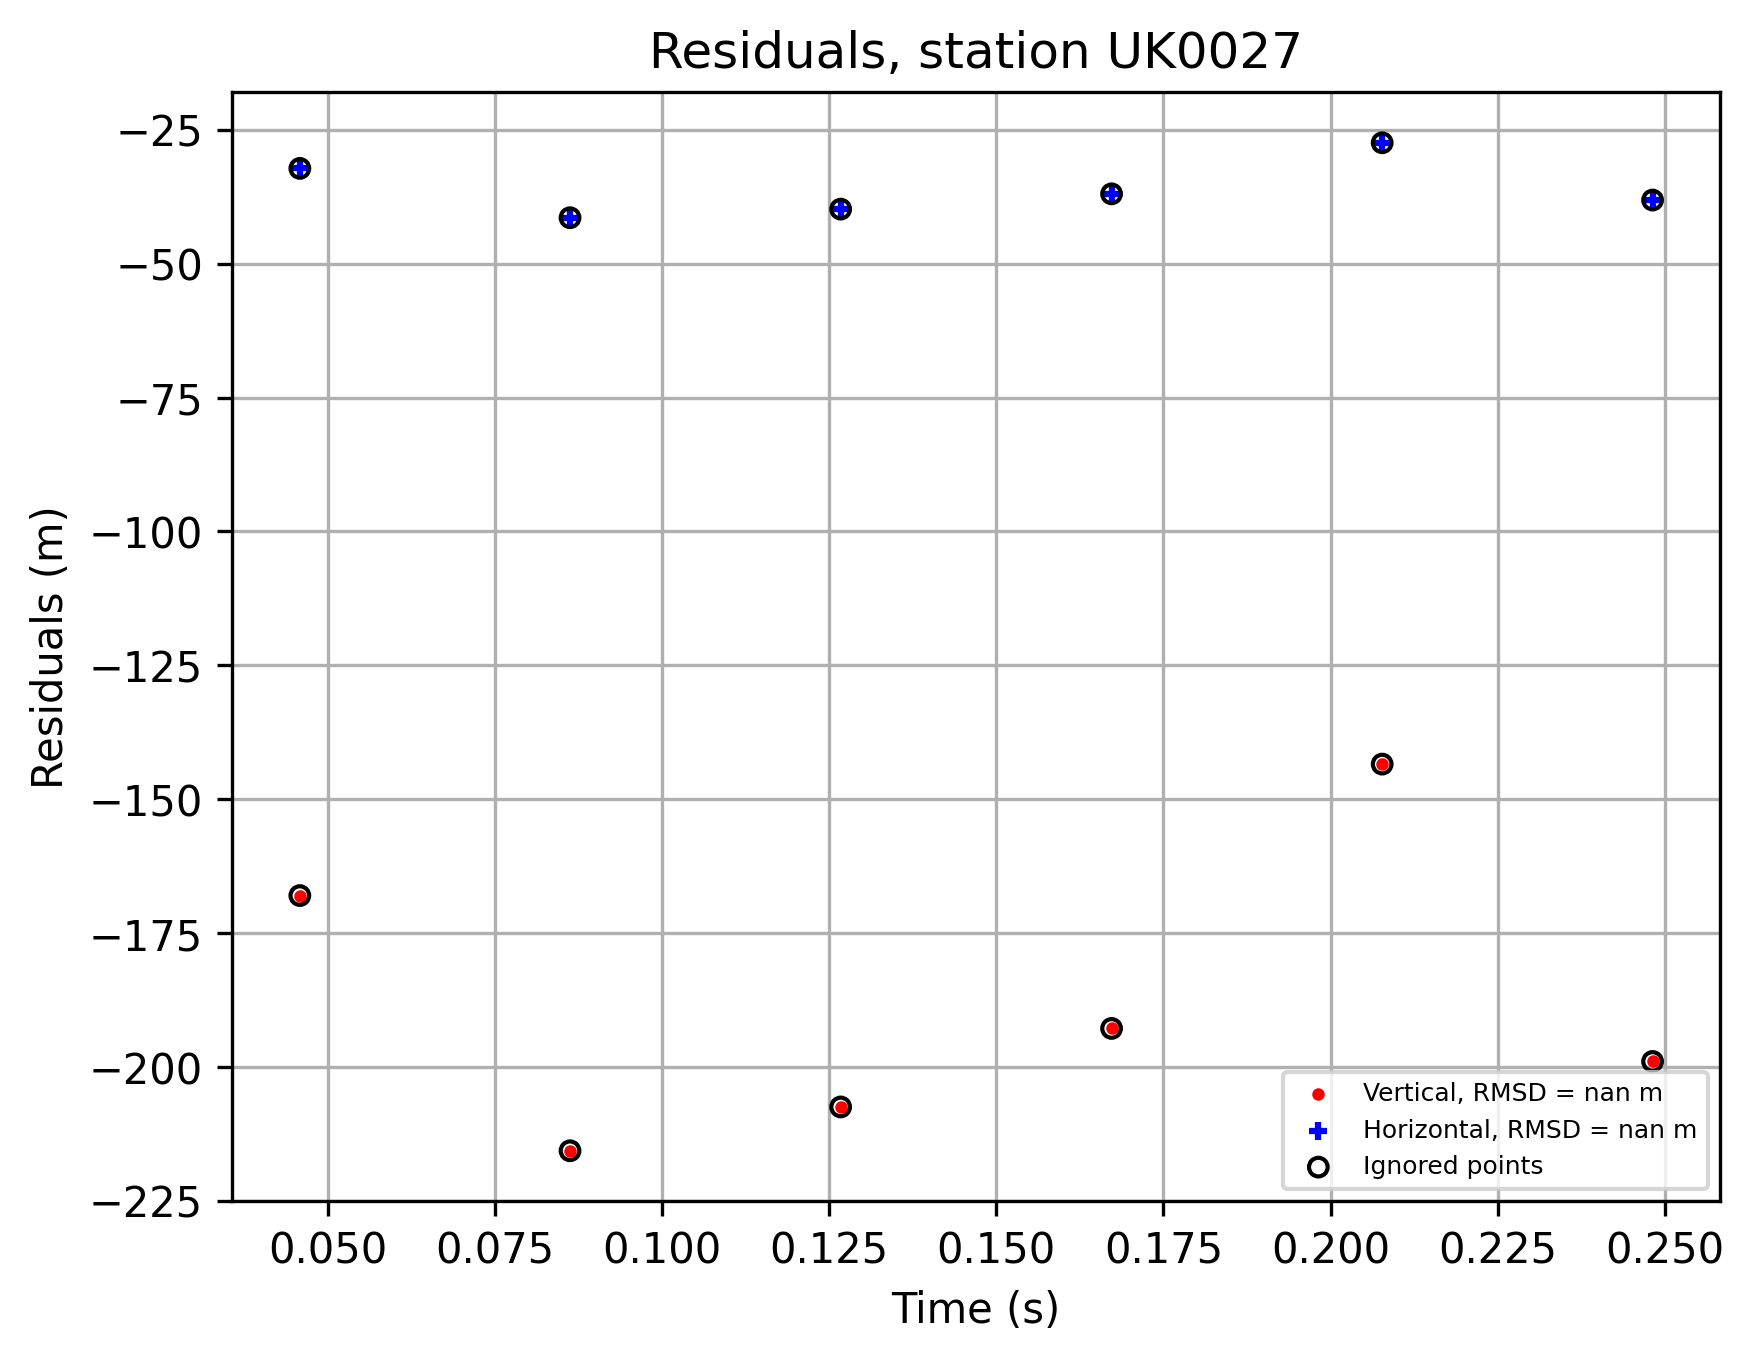 Residuals, station UK0027
−25
−50
−75
−100
−125
−150
−175
−200
−225
Residuals (m)
Vertical, RMSD = nan m
Horizontal, RMSD = nan m
Ignored points
0.050 0.075 0.100 0.125 0.150 0.175 0.200 0.225 0.250
Time (s)